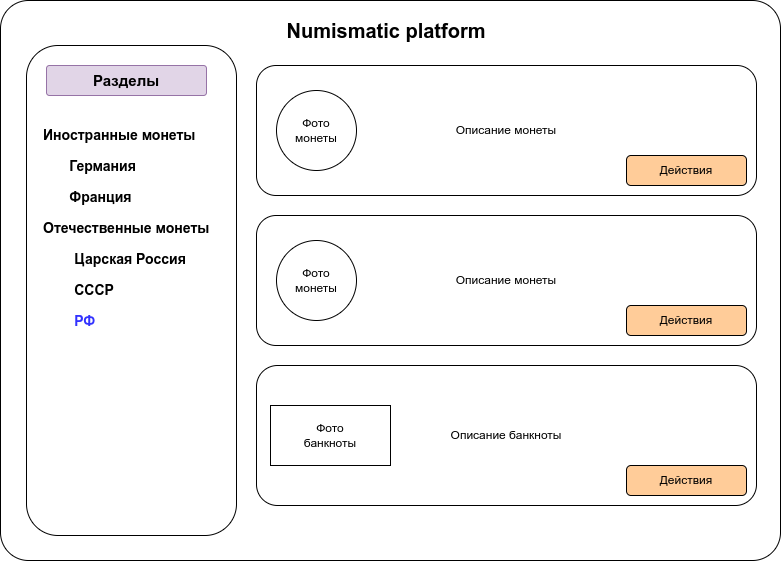 Numismatic platform
Разделы
Иностранные монеты
Германия
Франция
Отечественные монеты
Царская Россия
СССР
РФ
Фото
монеты
Описание монеты
Действия
Фото
монеты
Описание монеты
Действия
Фото
банкноты
Описание банкноты
Действия